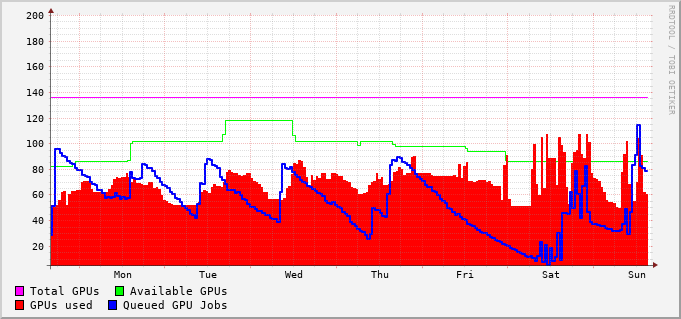 200
180
160
140
120
100
80
60
40
20
Mon Tue Wed Thu Fri Sat Sun
Total GPUs Available GPUs
GPUs used Queued GPU Jobs
RRDTOOL / TOBI OETIKER